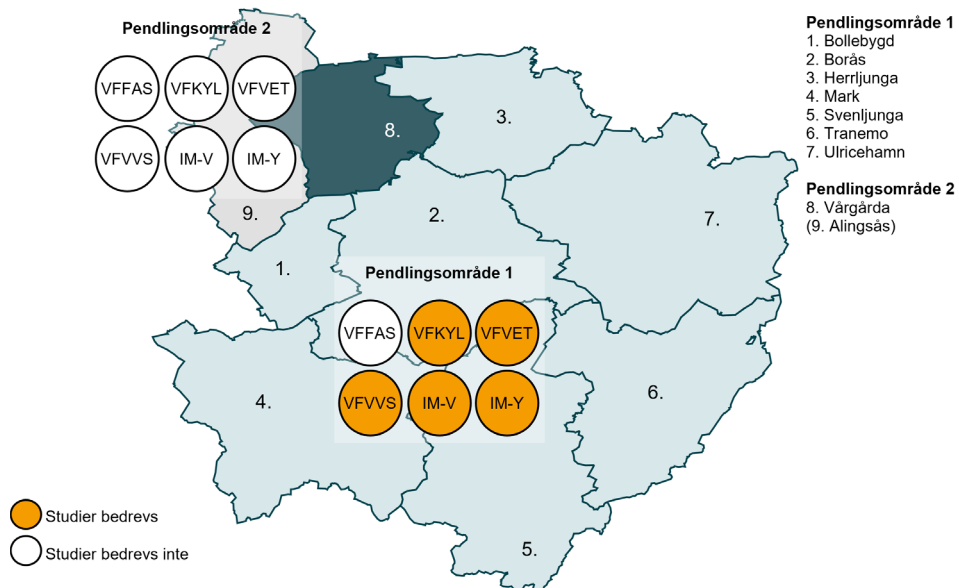 Pendlingsområde 2
VFFAS VFKYL VFVET
VFVVS IM-V IM-Y
8.
3.
9.
2.
7.
1.
Pendlingsområde 1
VFFAS VFKYL VFVET
VFVVS IM-V IM-Y
4.
6.
5.
Studier bedrevs
Studier bedrevs inte
Pendlingsområde 1
1. Bollebygd
2. Borås
3. Herrljunga
4. Mark
5. Svenljunga
6. Tranemo
7. Ulricehamn
Pendlingsområde 2
8. Vårgårda
(9. Alingsås)